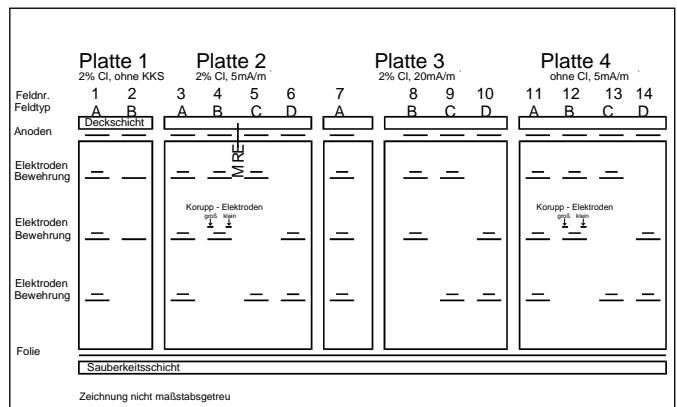 Platte 1 Platte 2 Platte 3 Platte 4
2% Cl, ohne KKS 2% Cl, 5mA/m 2% Cl, 20mA/m ohne Cl, 5mA/m
Feldnr. 1 2 3 4 5 6 7 8 9 10 11 12 13 14
Feldtyp A B A B C D A B C D A B C D
Deckschicht
Anoden
MRE
Elektroden
Bewehrung
Korupp - Elektroden Korupp - Elektroden
groß klein groß klein
Elektroden
Bewehrung
Elektroden
Bewehrung
Folie
Sauberkeitsschicht
Zeichnung nicht maßstabsgetreu